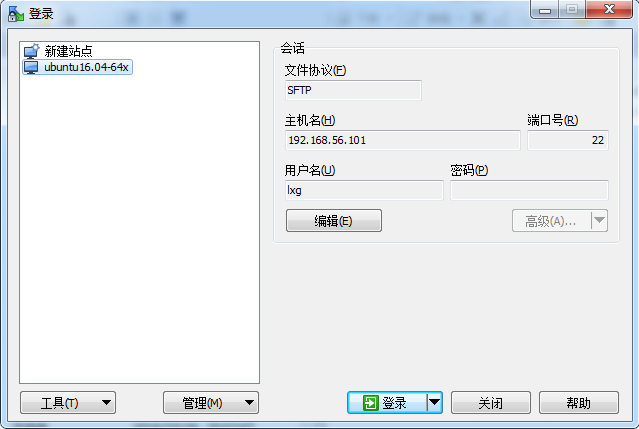 登录
新建站点
ubuntu16.04-64x
会话
文件协议(F)
SFTP
主机名(H)
端口号(R)
192.168.56.101
22
用户名(U)
密码(P)
lxg
编辑(E)
高级(A)...
工具(T)
管理(M)
登录
关闭
帮助